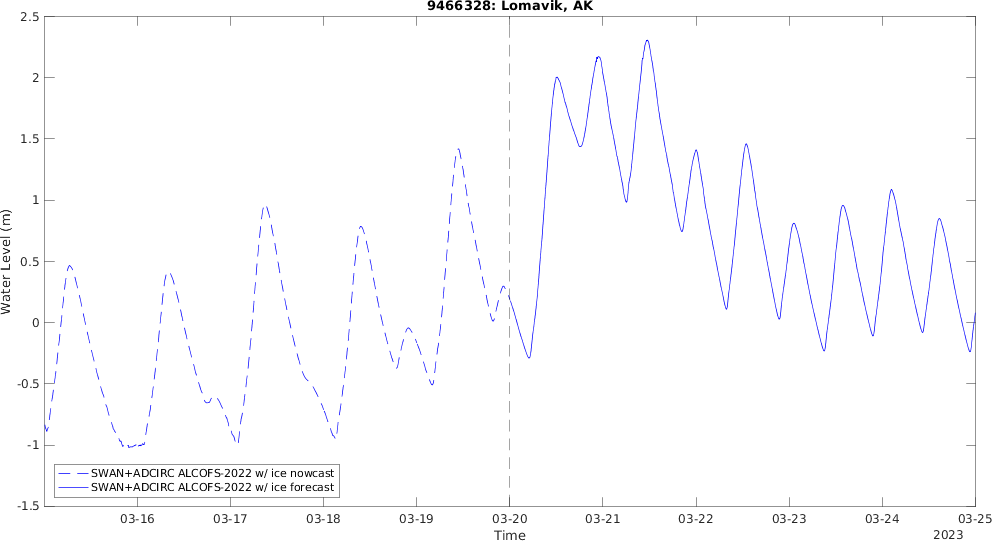 9466328: Lomavik, AK
2.5
2
1.5
1
0.5
0
-0.5
-1
-1.5
Water Level (m)
SWAN+ADCIRC ALCOFS-2022 w/ ice nowcast
SWAN+ADCIRC ALCOFS-2022 w/ ice forecast
03-16 03-17 03-18 03-19 03-20 03-21 03-22 03-23 03-24 03-25
Time
2023